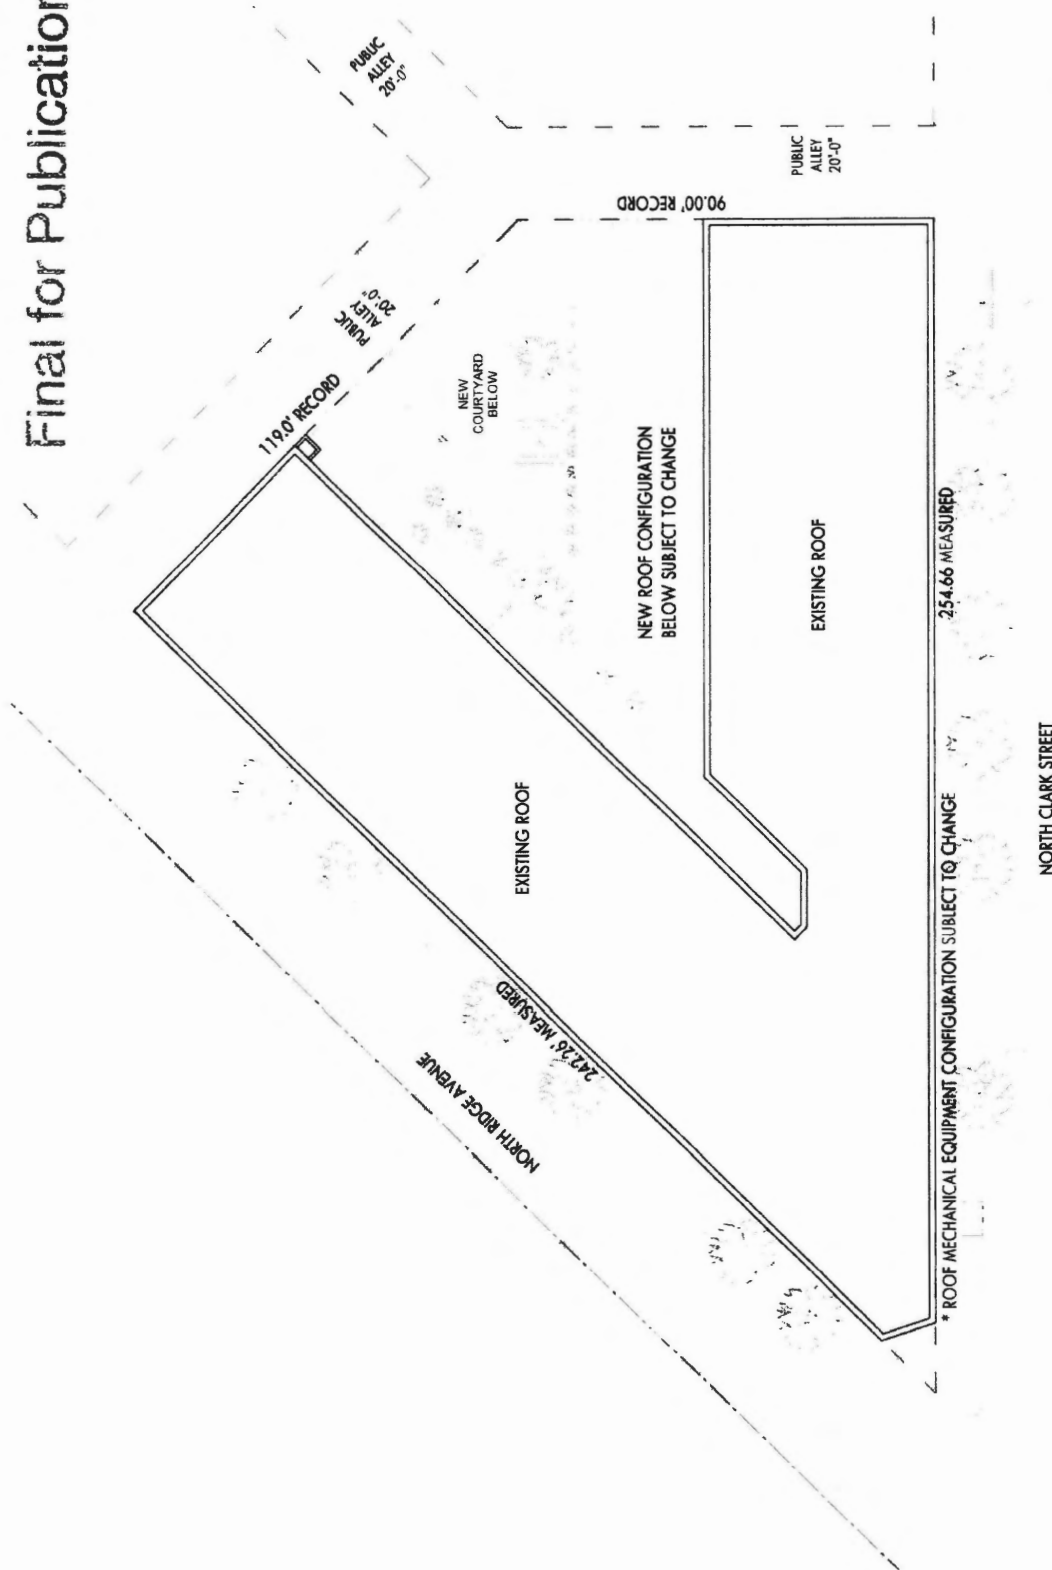 Final for Publication
PUBLIC
ALLEY
20'-0"
PUBLIC
ALLEY
20'-0"
90.00' RECORD
PUBLIC
ALLEY
20'-0"
119.0' RECORD
NEW
COURTYARD
BELOW
NEW ROOF CONFIGURATION
BELOW SUBJECT TO CHANGE
EXISTING ROOF
254.66 MEASURED
EXISTING ROOF
242.26' MEASURED
NORTH RIDGE AVENUE
* ROOF MECHANICAL EQUIPMENT CONFIGURATION SUBLECT TO CHANGE
NORTH CLARK STREET